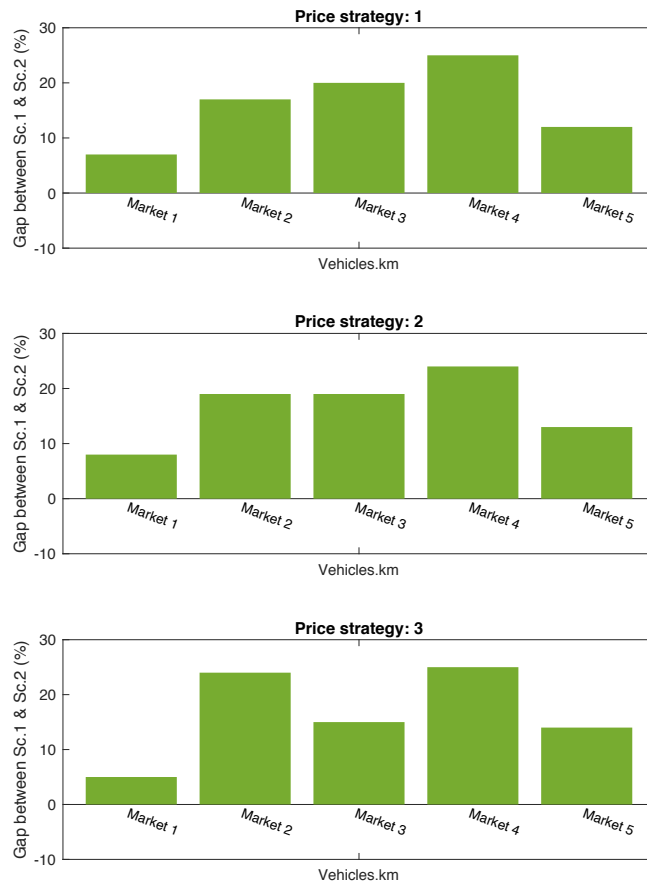 Price strategy: 1
Gap between Sc.1 & Sc.2 (%)
30
20
10
0
-10
Market 1
Market 2
Market 3
Market 4
Market 5
Vehicles.km
Price strategy: 2
Gap between Sc.1 & Sc.2 (%)
30
20
10
0
-10
Market 1
Market 2
Market 3
Market 4
Market 5
Vehicles.km
Price strategy: 3
Gap between Sc.1 & Sc.2 (%)
30
20
10
0
-10
Market 1
Market 2
Market 3
Market 4
Market 5
Vehicles.km